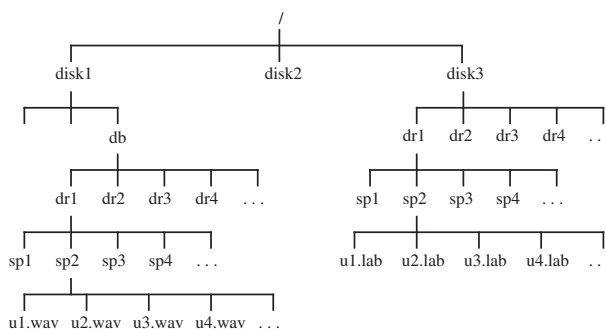 /
disk1 disk2 disk3
db dr1 dr2 dr3 dr4 . .
dr1 dr2 dr3 dr4 . . . sp1 sp2 sp3 sp4 . . .
sp1 sp2 sp3 sp4 . . . u1.lab u2.lab u3.lab u4.lab . .
u1.wav u2.wav u3.wav u4.wav . . .